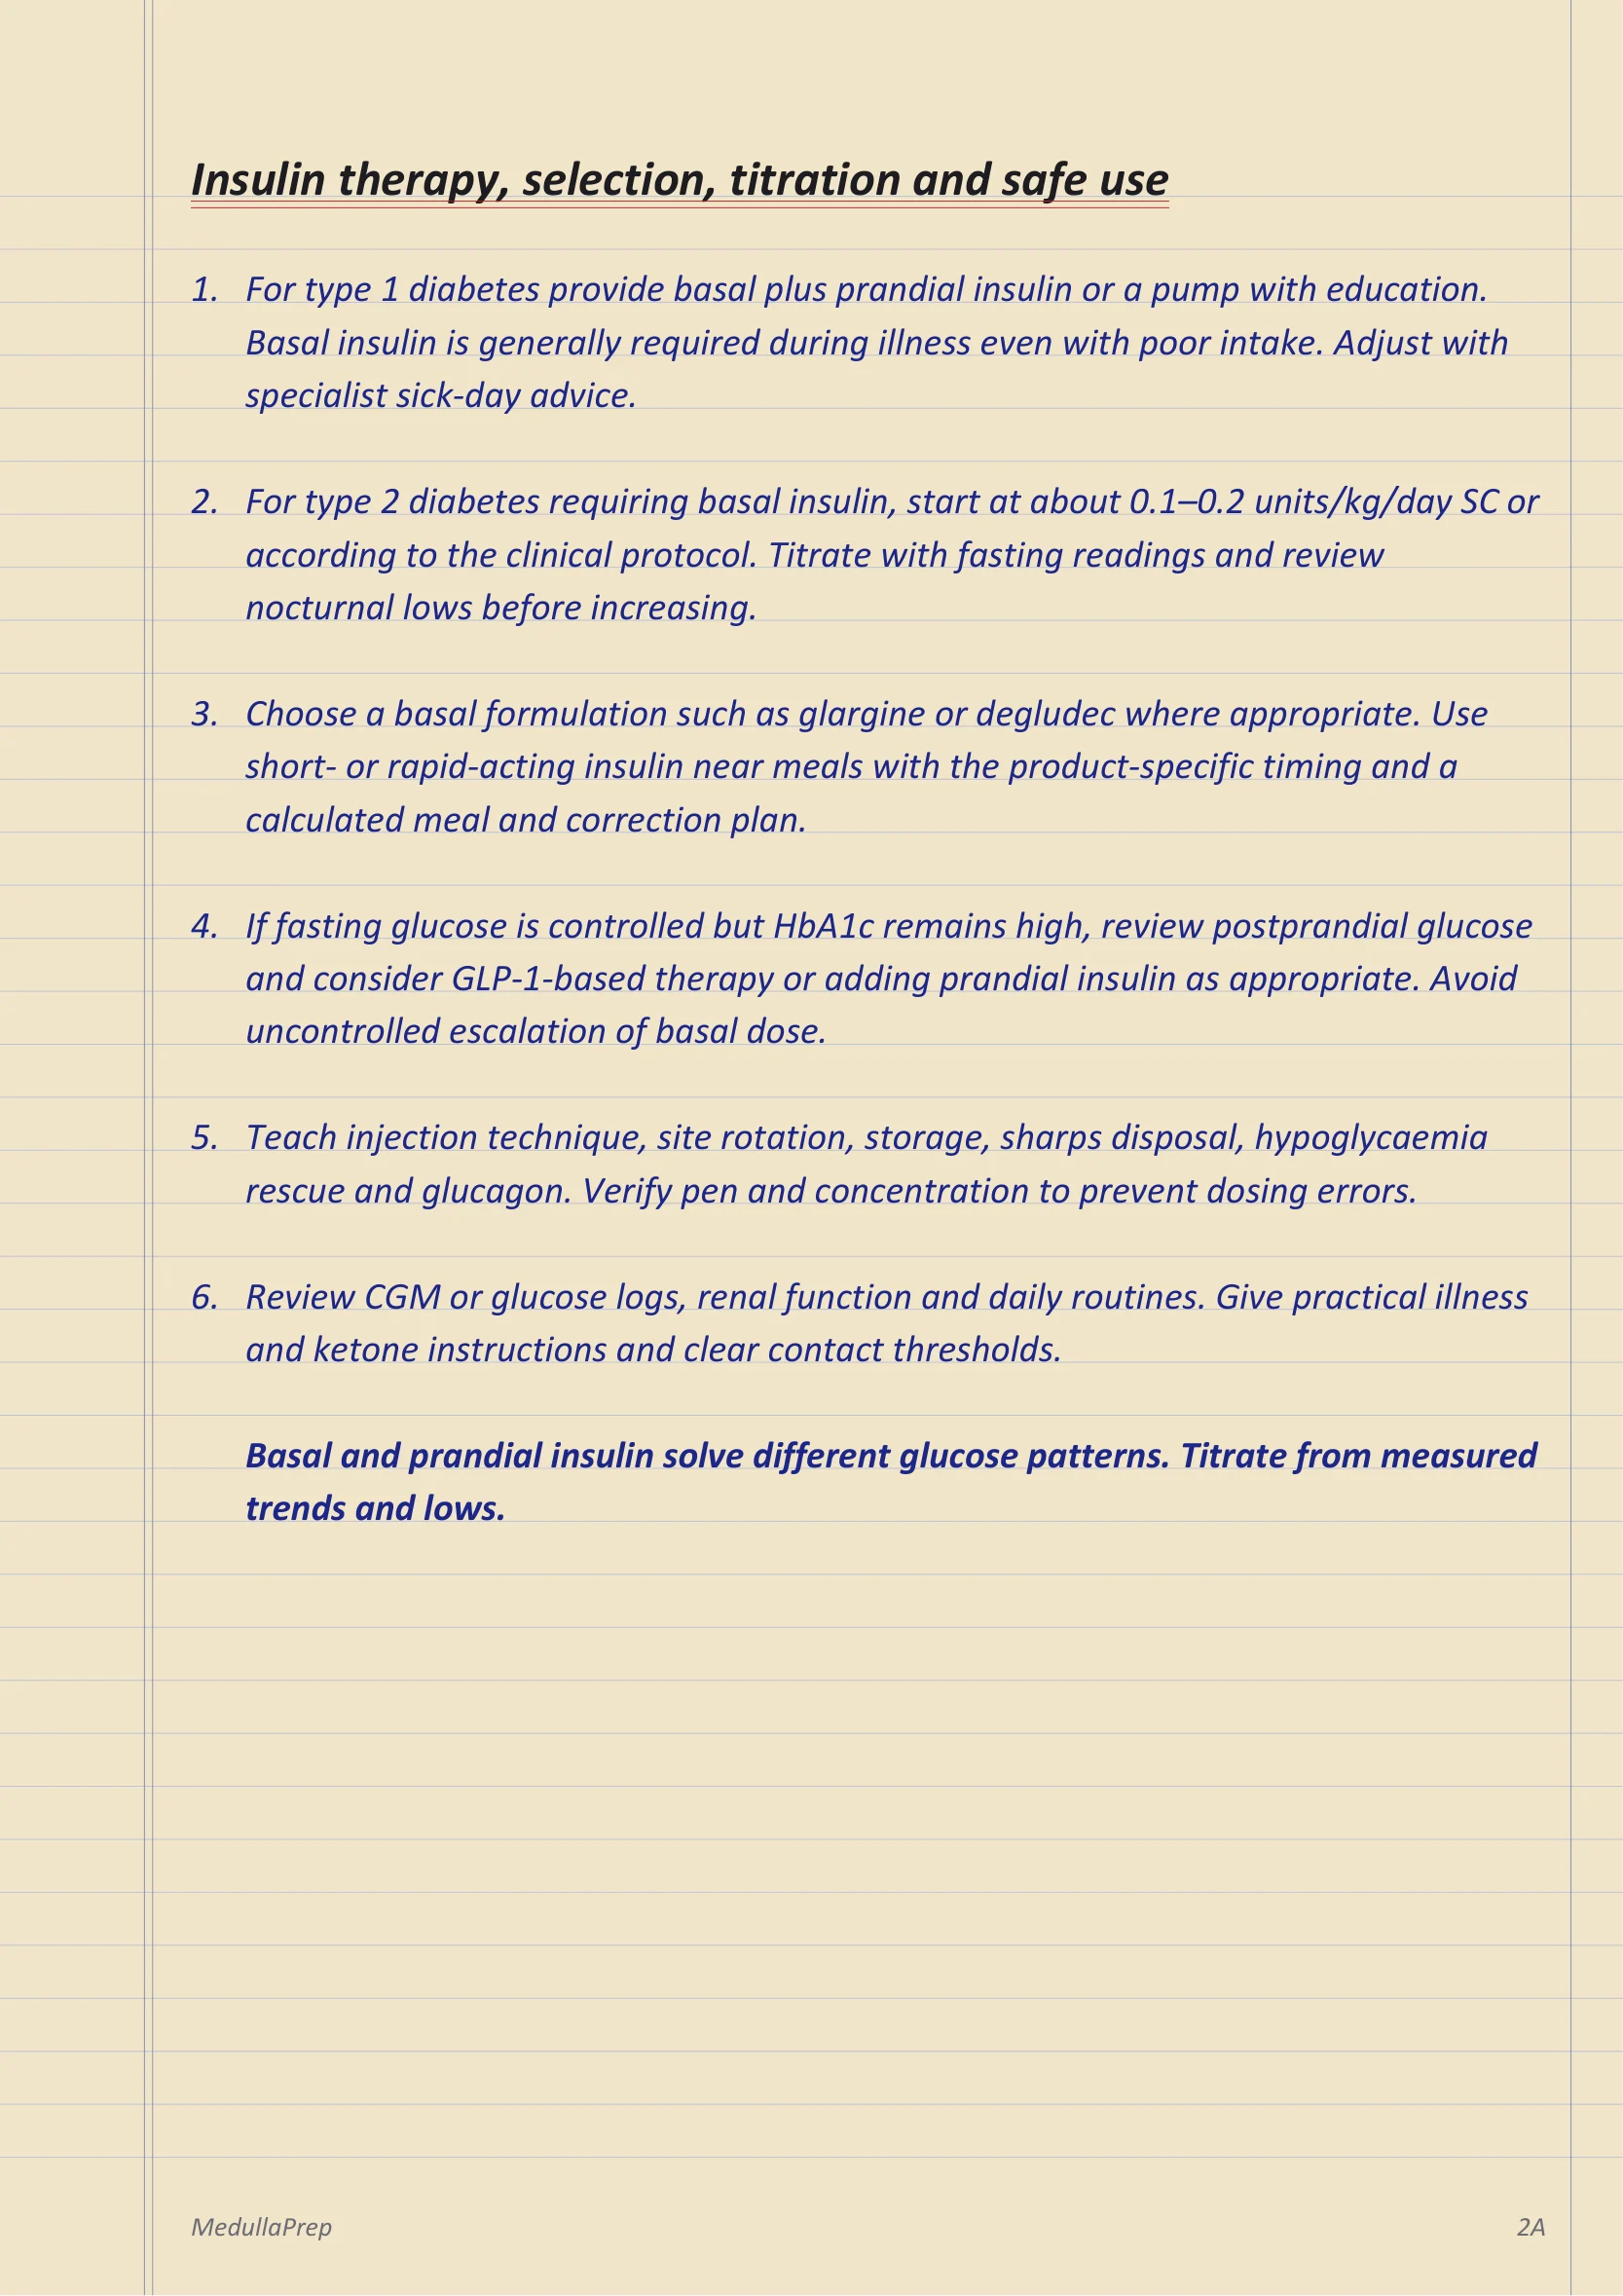 Insulin therapy, selection, titration and safe use
1. For type 1 diabetes provide basal plus prandial insulin or a pump with education.
Basal insulin is generally required during illness even with poor intake. Adjust with
specialist sick-day advice.
2. For type 2 diabetes requiring basal insulin, start at about 0.1–0.2 units/kg/day SC or
according to the clinical protocol. Titrate with fasting readings and review
nocturnal lows before increasing.
3. Choose a basal formulation such as glargine or degludec where appropriate. Use
short- or rapid-acting insulin near meals with the product-specific timing and a
calculated meal and correction plan.
4. If fasting glucose is controlled but HbA1c remains high, review postprandial glucose
and consider GLP-1-based therapy or adding prandial insulin as appropriate. Avoid
uncontrolled escalation of basal dose.
5. Teach injection technique, site rotation, storage, sharps disposal, hypoglycaemia
rescue and glucagon. Verify pen and concentration to prevent dosing errors.
6. Review CGM or glucose logs, renal function and daily routines. Give practical illness
and ketone instructions and clear contact thresholds.
Basal and prandial insulin solve different glucose patterns. Titrate from measured
trends and lows.
MedullaPrep
2A